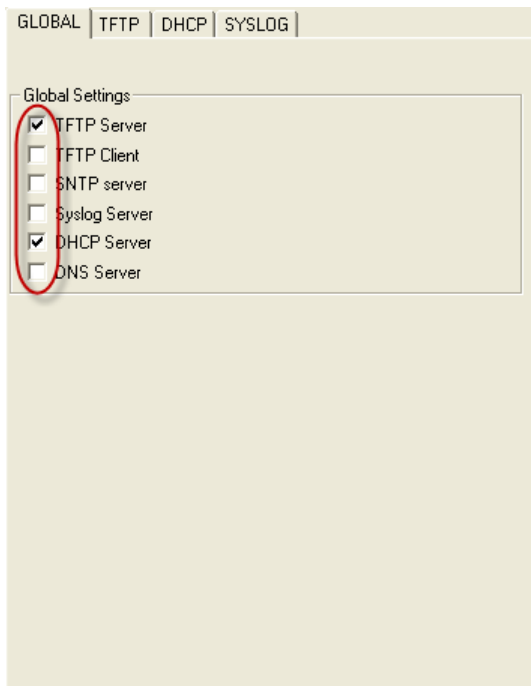 GLOBAL TFTP DHCP SYSLOG
Global Settings
TFTP Server
TFTP Client
SNTP server
Syslog Server
DHCP Server
DNS Server